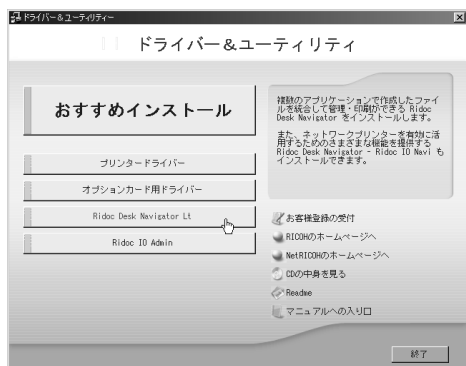 ドライバー＆ユーティリティー
ドライバー＆ユーティリティ
おすすめインストール
プリンタードライバー
オプションカード用ドライバー
Ridoc Desk Navigator Lt
Ridoc IO Admin
複数のアプリケーションで作成したファイ
ルを統合して管理・印刷ができる Ridoc
Desk Navigator をインストールします。
また、ネットワークプリンターを有効に活
用するためのさまざまな機能を提供する
Ridoc Desk Navigator - Ridoc IO Navi も
インストールできます。
お客様登録の受付
RICOHのホームページへ
NetRICOHのホームページへ
CDの中身を見る
Readme
マニュアルへの入り口
終了